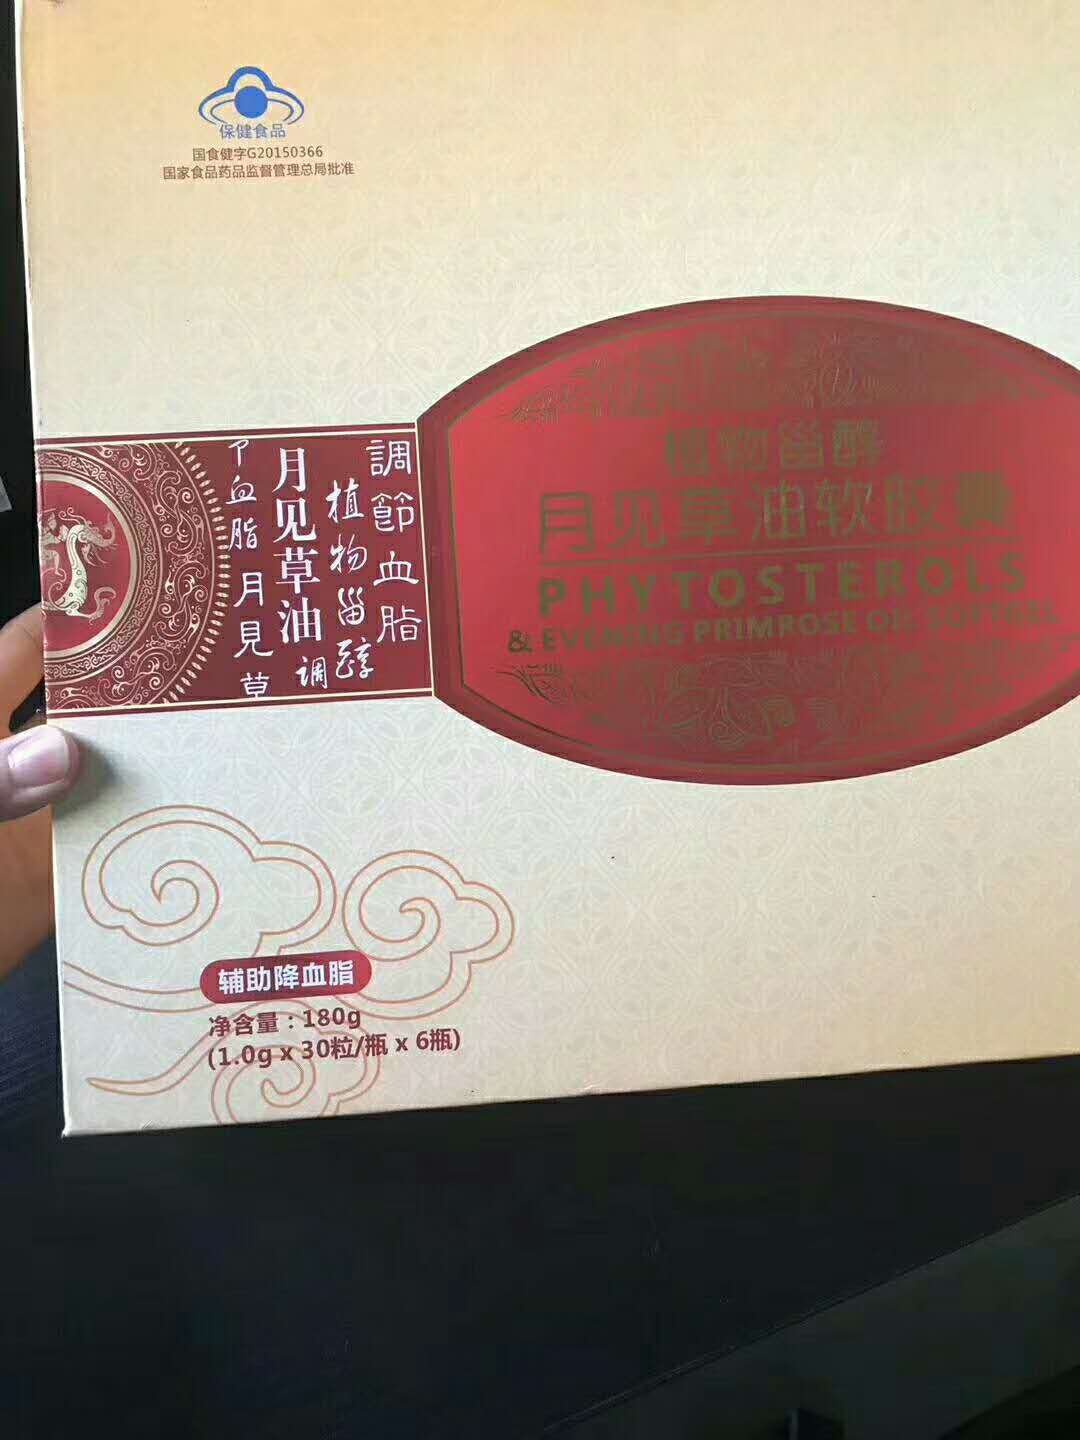 保健食品
国食健字G20150366
国家食品药品监督管理总局批准
植物甾醇
月见草油软胶囊
PHYTOSTEROLS
& EVENING PRIMROSE OIL SOFTGEL
調節血脂
植物甾醇
調
月见草油
血脂
月見草
辅助降血脂
净含量：180g
(1.0g x 30粒/瓶 x 6瓶)